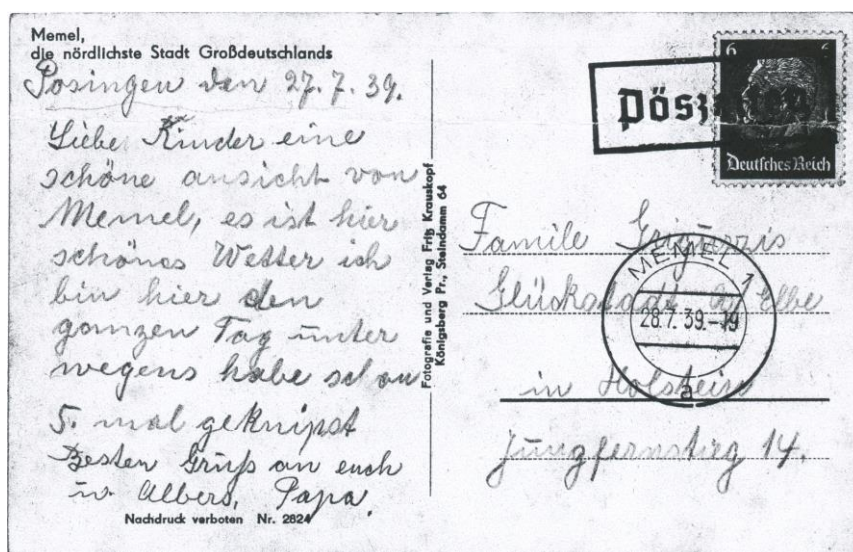 Memel,
die nördlichste Stadt Großdeutschlands
Posingen den 27.7.39.
Liebe Kinder eine
schöne ansicht von
Memel, es ist hier
schönes Wetter ich
bin hier den
ganzen Tag unter
wegens habe schon
5. mal geknipst
Besten Gruß an euch
u. Albers, Papa.
Nachdruck verboten Nr. 2824
Fotografie und Verlag Fritz Krauskopf
Königsberg Pr., Steindamm 64
6 6
Deutsches Reich
MEMEL 1
28.7.39.-19
Familie
Glückstadt a/ Elbe
in Holstein
Jungfernstieg 14.